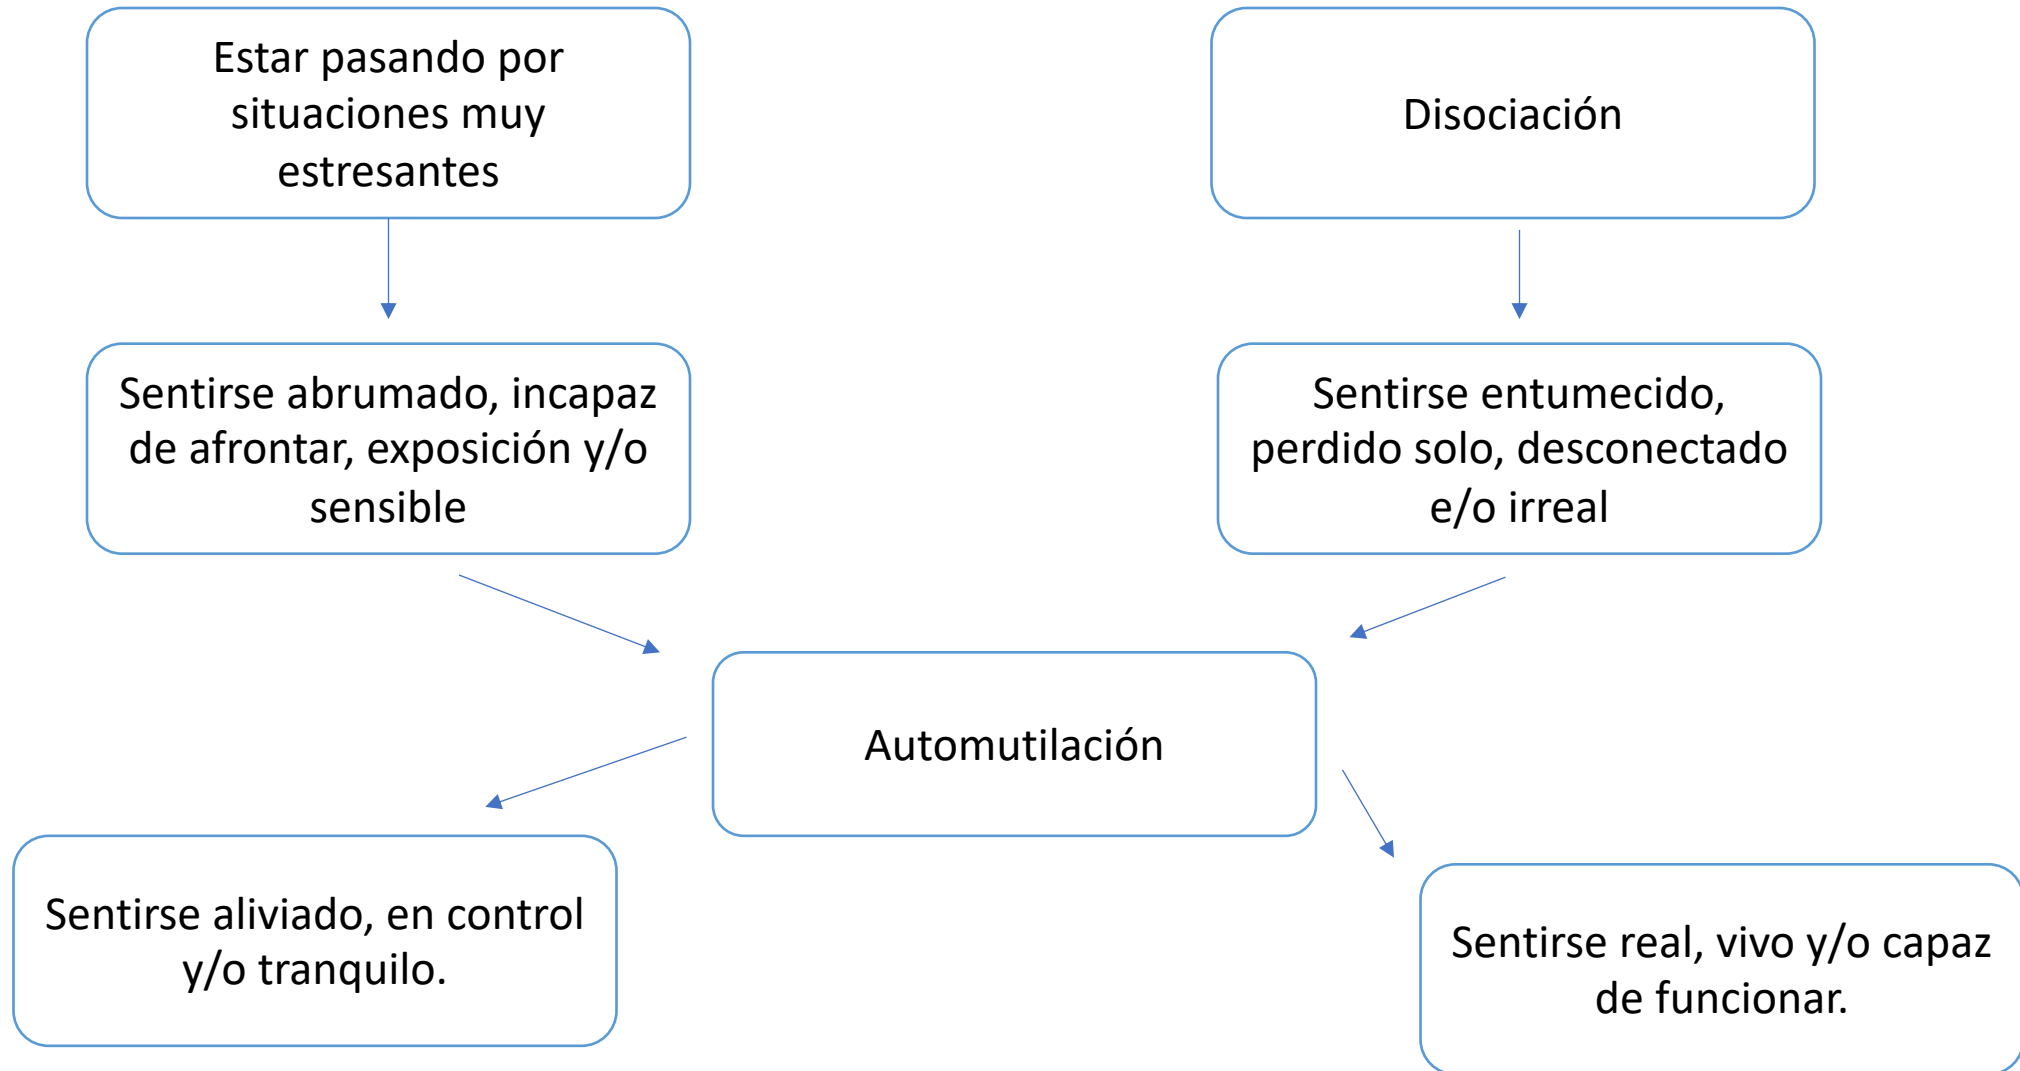 Estar pasando por
situaciones muy
estresantes
Disociación
Sentirse abrumado, incapaz
de afrontar, exposición y/o
sensible
Sentirse entumecido,
perdido solo, desconectado
e/o irreal
Automutilación
Sentirse aliviado, en control
y/o tranquilo.
Sentirse real, vivo y/o capaz
de funcionar.